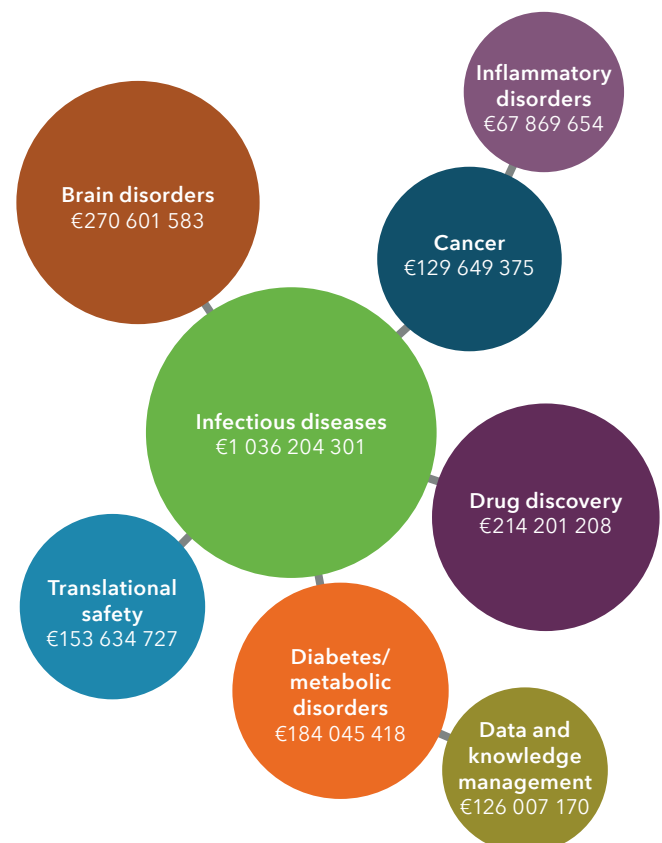 Inflammatory
disorders
€67 869 654
Brain disorders
€270 601 583
Cancer
€129 649 375
Infectious diseases
€1 036 204 301
Drug discovery
€214 201 208
Translational
safety
€153 634 727
Diabetes/
metabolic
disorders
€184 045 418
Data and
knowledge
management
€126 007 170